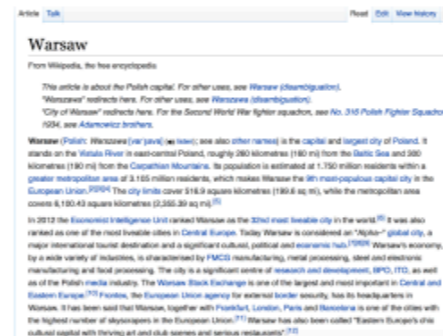 Article Talk Read Edit View history
Warsaw
From Wikipedia, the free encyclopedia
This article is about the Polish capital. For other uses, see Warsaw (disambiguation).
"Warszawa" redirects here. For other uses, see Warszawa (disambiguation).
"City of Warsaw" redirects here. For the Second World War fighter squadron, see No. 316 Polish Fighter Squadron
1934, see Adamowicz brothers.
Warsaw (Polish: Warszawa see also other names) is the capital and largest city of Poland. It
stands on the Vistula River in east-central Poland, roughly 260 kilometres (160 mi) from the Baltic Sea and 300
kilometres (190 mi) from the Carpathian Mountains. Its population is estimated at 1.750 million residents within a
greater metropolitan area of 3.105 million residents, which makes Warsaw the 9th most-populous capital city in the
European Union. The city limits cover 516.9 square kilometres (199.6 sq mi), while the metropolitan area
covers 6,100.43 square kilometres (2,355.39 sq mi).
In 2012 the Economist Intelligence Unit ranked Warsaw as the 32nd most liveable city in the world. It was also
ranked as one of the most liveable cities in Central Europe. Today Warsaw is considered an "Alpha–" global city, a
major international tourist destination and a significant cultural, political and economic hub. Warsaw's economy,
by a wide variety of industries, is characterised by FMCG manufacturing, metal processing, steel and electronic
manufacturing and food processing. The city is a significant centre of research and development, BPO, ITO, as well
as of the Polish media industry. The Warsaw Stock Exchange is one of the largest and most important in Central and
Eastern Europe. Frontex, the European Union agency for external border security, has its headquarters in
Warsaw. It has been said that Warsaw, together with Frankfurt, London, Paris and Barcelona is one of the cities with
the highest number of skyscrapers in the European Union. Warsaw has also been called "Eastern Europe's chic
cultural capital with thriving art and club scenes and serious restaurants".